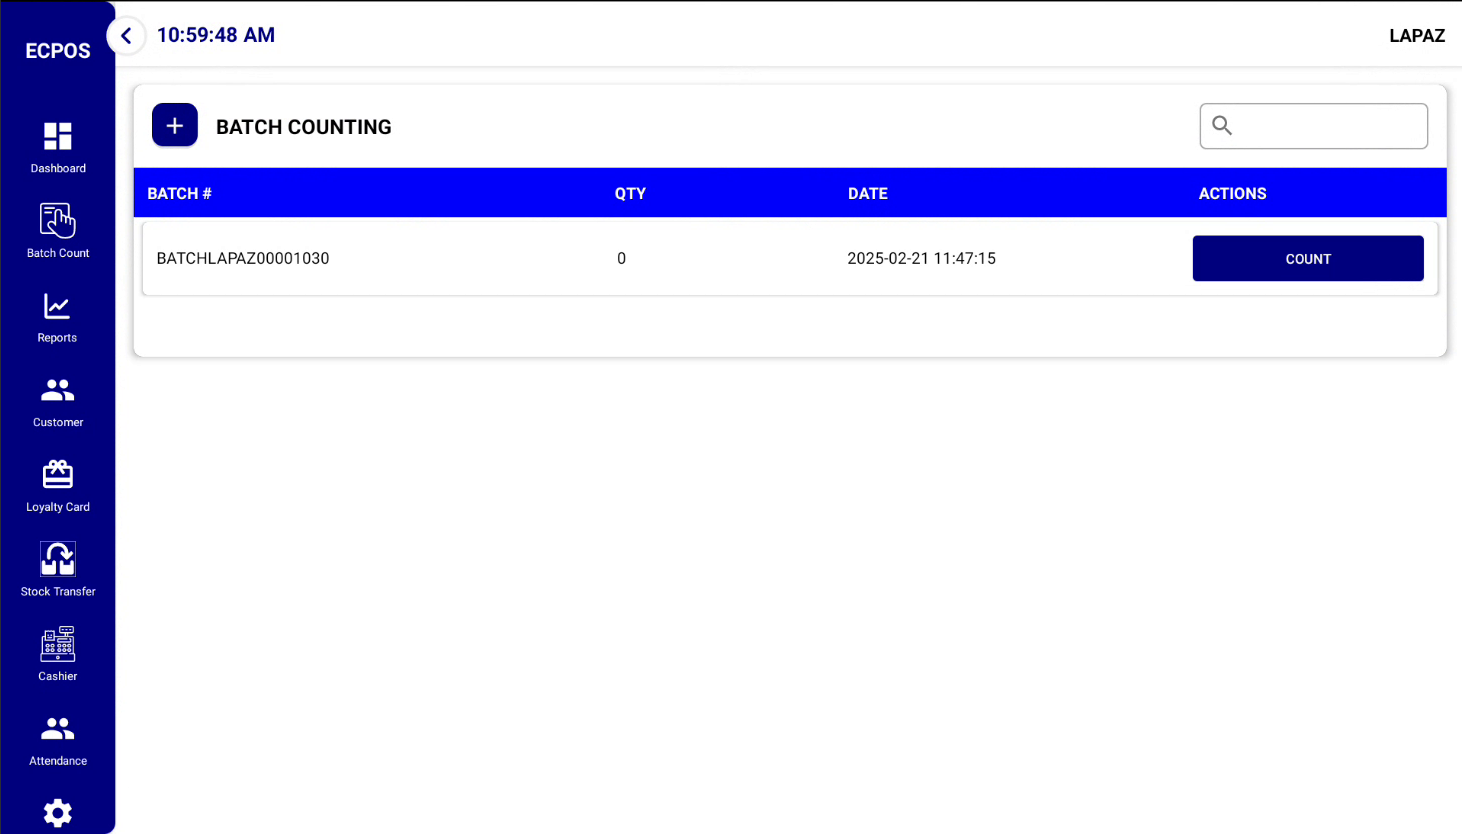 ECPOS
10:59:48 AM
LAPAZ
Dashboard
Batch Count
Reports
Customer
Loyalty Card
Stock Transfer
Cashier
Attendance
BATCH COUNTING
BATCH # QTY DATE ACTIONS
BATCHLAPAZ00001030 0 2025-02-21 11:47:15 COUNT